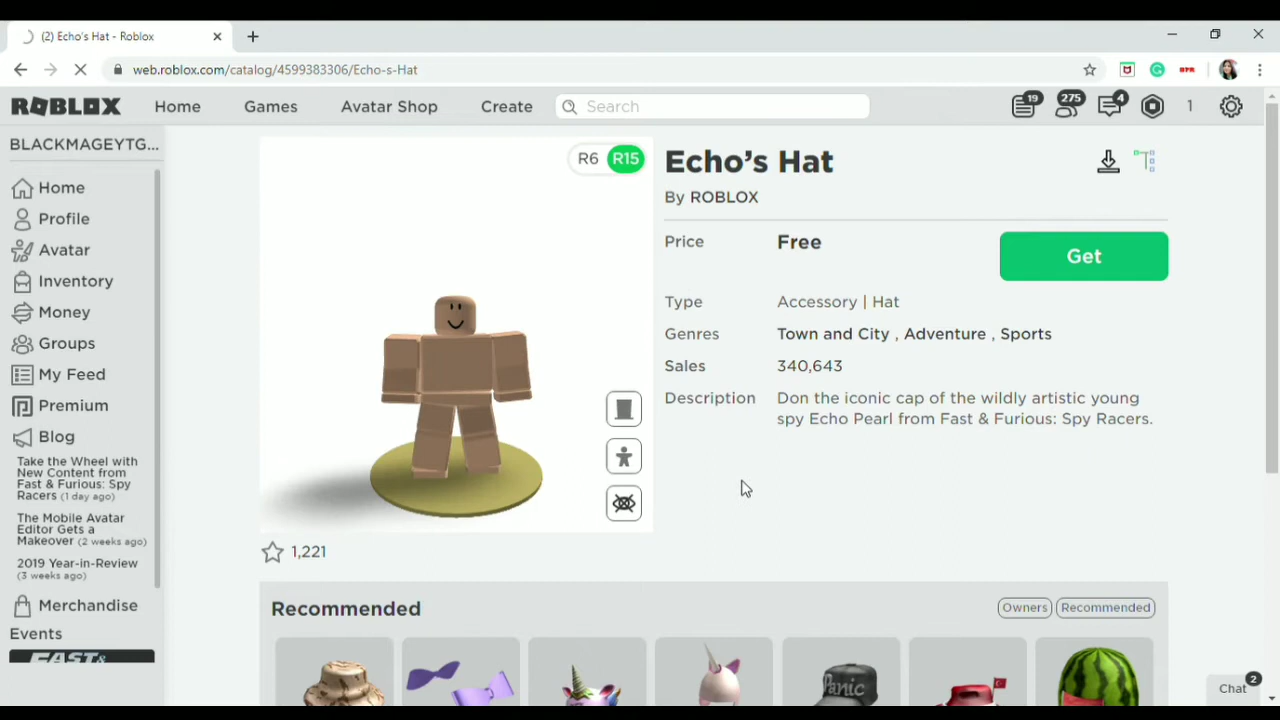 (2) Echo's Hat - Roblox
web.roblox.com/catalog/4599383306/Echo-s-Hat
ROBLOX Home Games Avatar Shop Create Search 19 275 4 1
BLACKMAGEYTG...
Home
Profile
Avatar
Inventory
Money
Groups
My Feed
Premium
Blog
Take the Wheel with
New Content from
Fast & Furious: Spy
Racers (1 day ago)
The Mobile Avatar
Editor Gets a
Makeover (2 weeks ago)
2019 Year-in-Review
(3 weeks ago)
Merchandise
Events
FAST &
R6 R15
1,221
Echo's Hat
By ROBLOX
Price Free Get
Type Accessory | Hat
Genres Town and City , Adventure , Sports
Sales 340,643
Description Don the iconic cap of the wildly artistic young
spy Echo Pearl from Fast & Furious: Spy Racers.
Recommended Owners Recommended
Panic
Chat 2